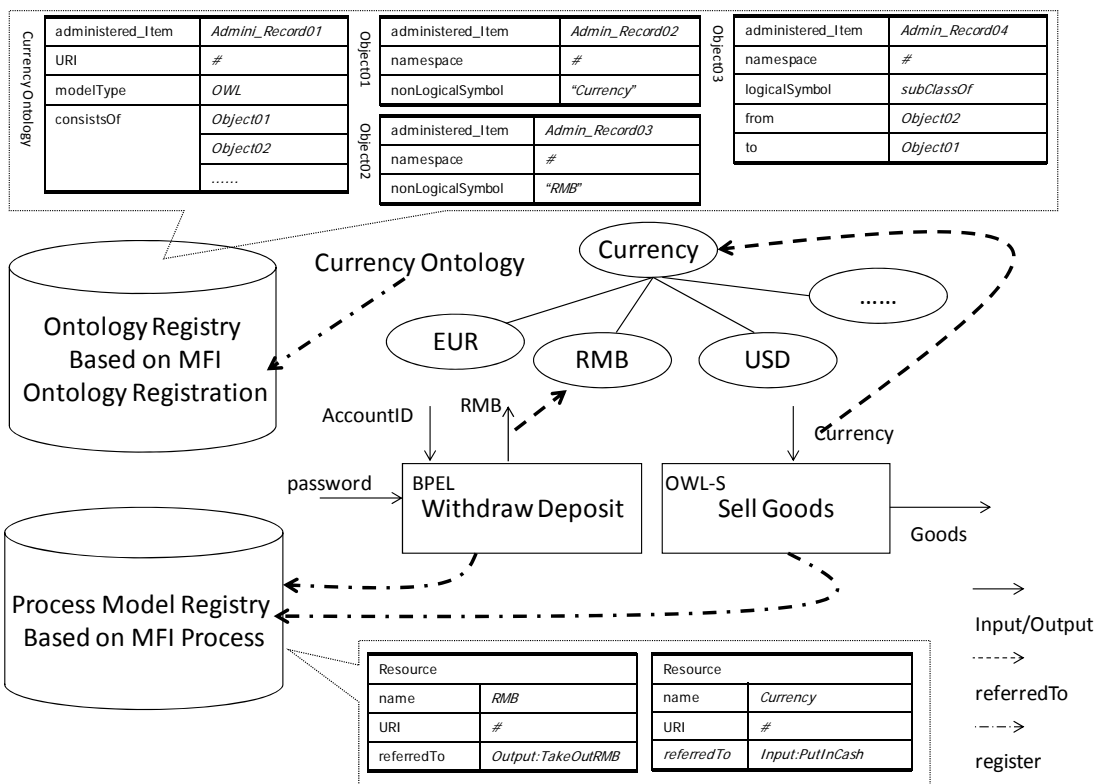 Currency Ontology
administered_Item Admini_Record01
URI #
modelType OWL
consistsOf Object01
Object02
......
Object01
administered_Item Admin_Record02
namespace #
nonLogicalSymbol “Currency”
Object02
administered_Item Admin_Record03
namespace #
nonLogicalSymbol “RMB”
Object03
administered_Item Admin_Record04
namespace #
logicalSymbol subClassOf
from Object02
to Object01
Currency Ontology
Currency
......
EUR
RMB
USD
Ontology Registry
Based on MFI
Ontology Registration
AccountID
RMB
Currency
password
BPEL
Withdraw Deposit
OWL-S
Sell Goods
Goods
Process Model Registry
Based on MFI Process
Input/Output
referredTo
register
Resource
name RMB
URI #
referredTo Output:TakeOutRMB
Resource
name Currency
URI #
referredTo Input:PutInCash